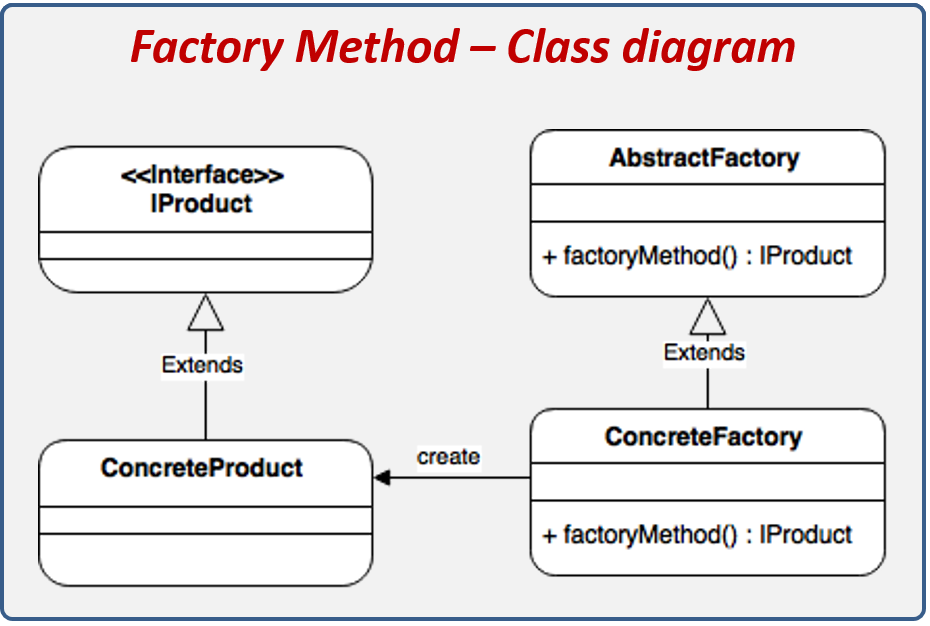 Factory Method – Class diagram
<<Interface>>
IProduct
Extends
ConcreteProduct
AbstractFactory
+ factoryMethod() : IProduct
Extends
create
ConcreteFactory
+ factoryMethod() : IProduct